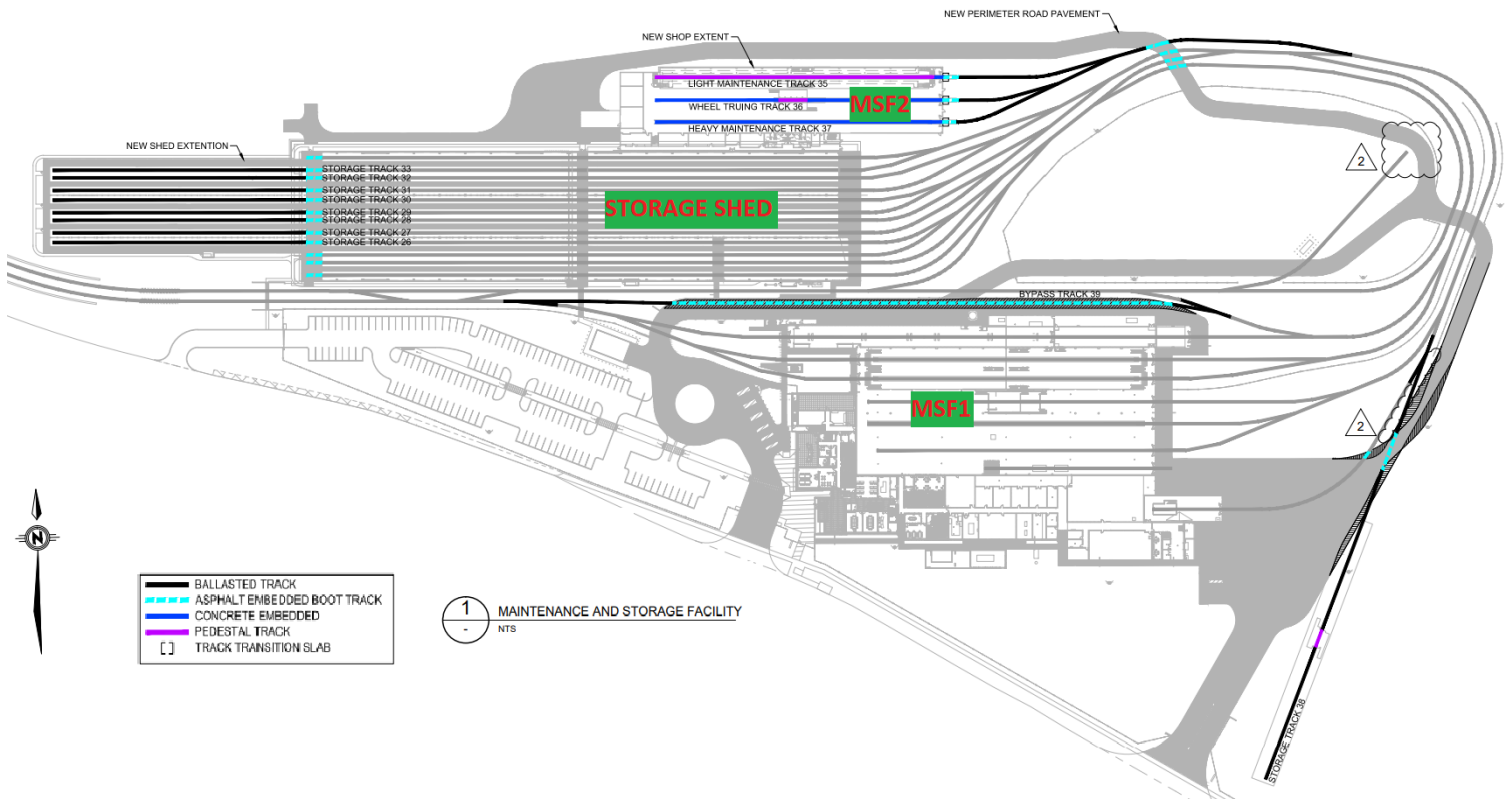 NEW PERIMETER ROAD PAVEMENT
NEW SHOP EXTENT
LIGHT MAINTENANCE TRACK 35
WHEEL TRUING TRACK 36
MSF2
HEAVY MAINTENANCE TRACK 37
NEW SHED EXTENTION
2
STORAGE TRACK 33
STORAGE TRACK 32
STORAGE TRACK 31
STORAGE TRACK 30
STORAGE TRACK 29
STORAGE TRACK 28
STORAGE TRACK 27
STORAGE TRACK 26
STORAGE SHED
BYPASS TRACK 39
MSF1
2
N
BALLASTED TRACK
ASPHALT EMBEDDED BOOT TRACK
CONCRETE EMBEDDED
PEDESTAL TRACK
TRACK TRANSITION SLAB
1
-
MAINTENANCE AND STORAGE FACILITY
NTS
STORAGE TRACK 38